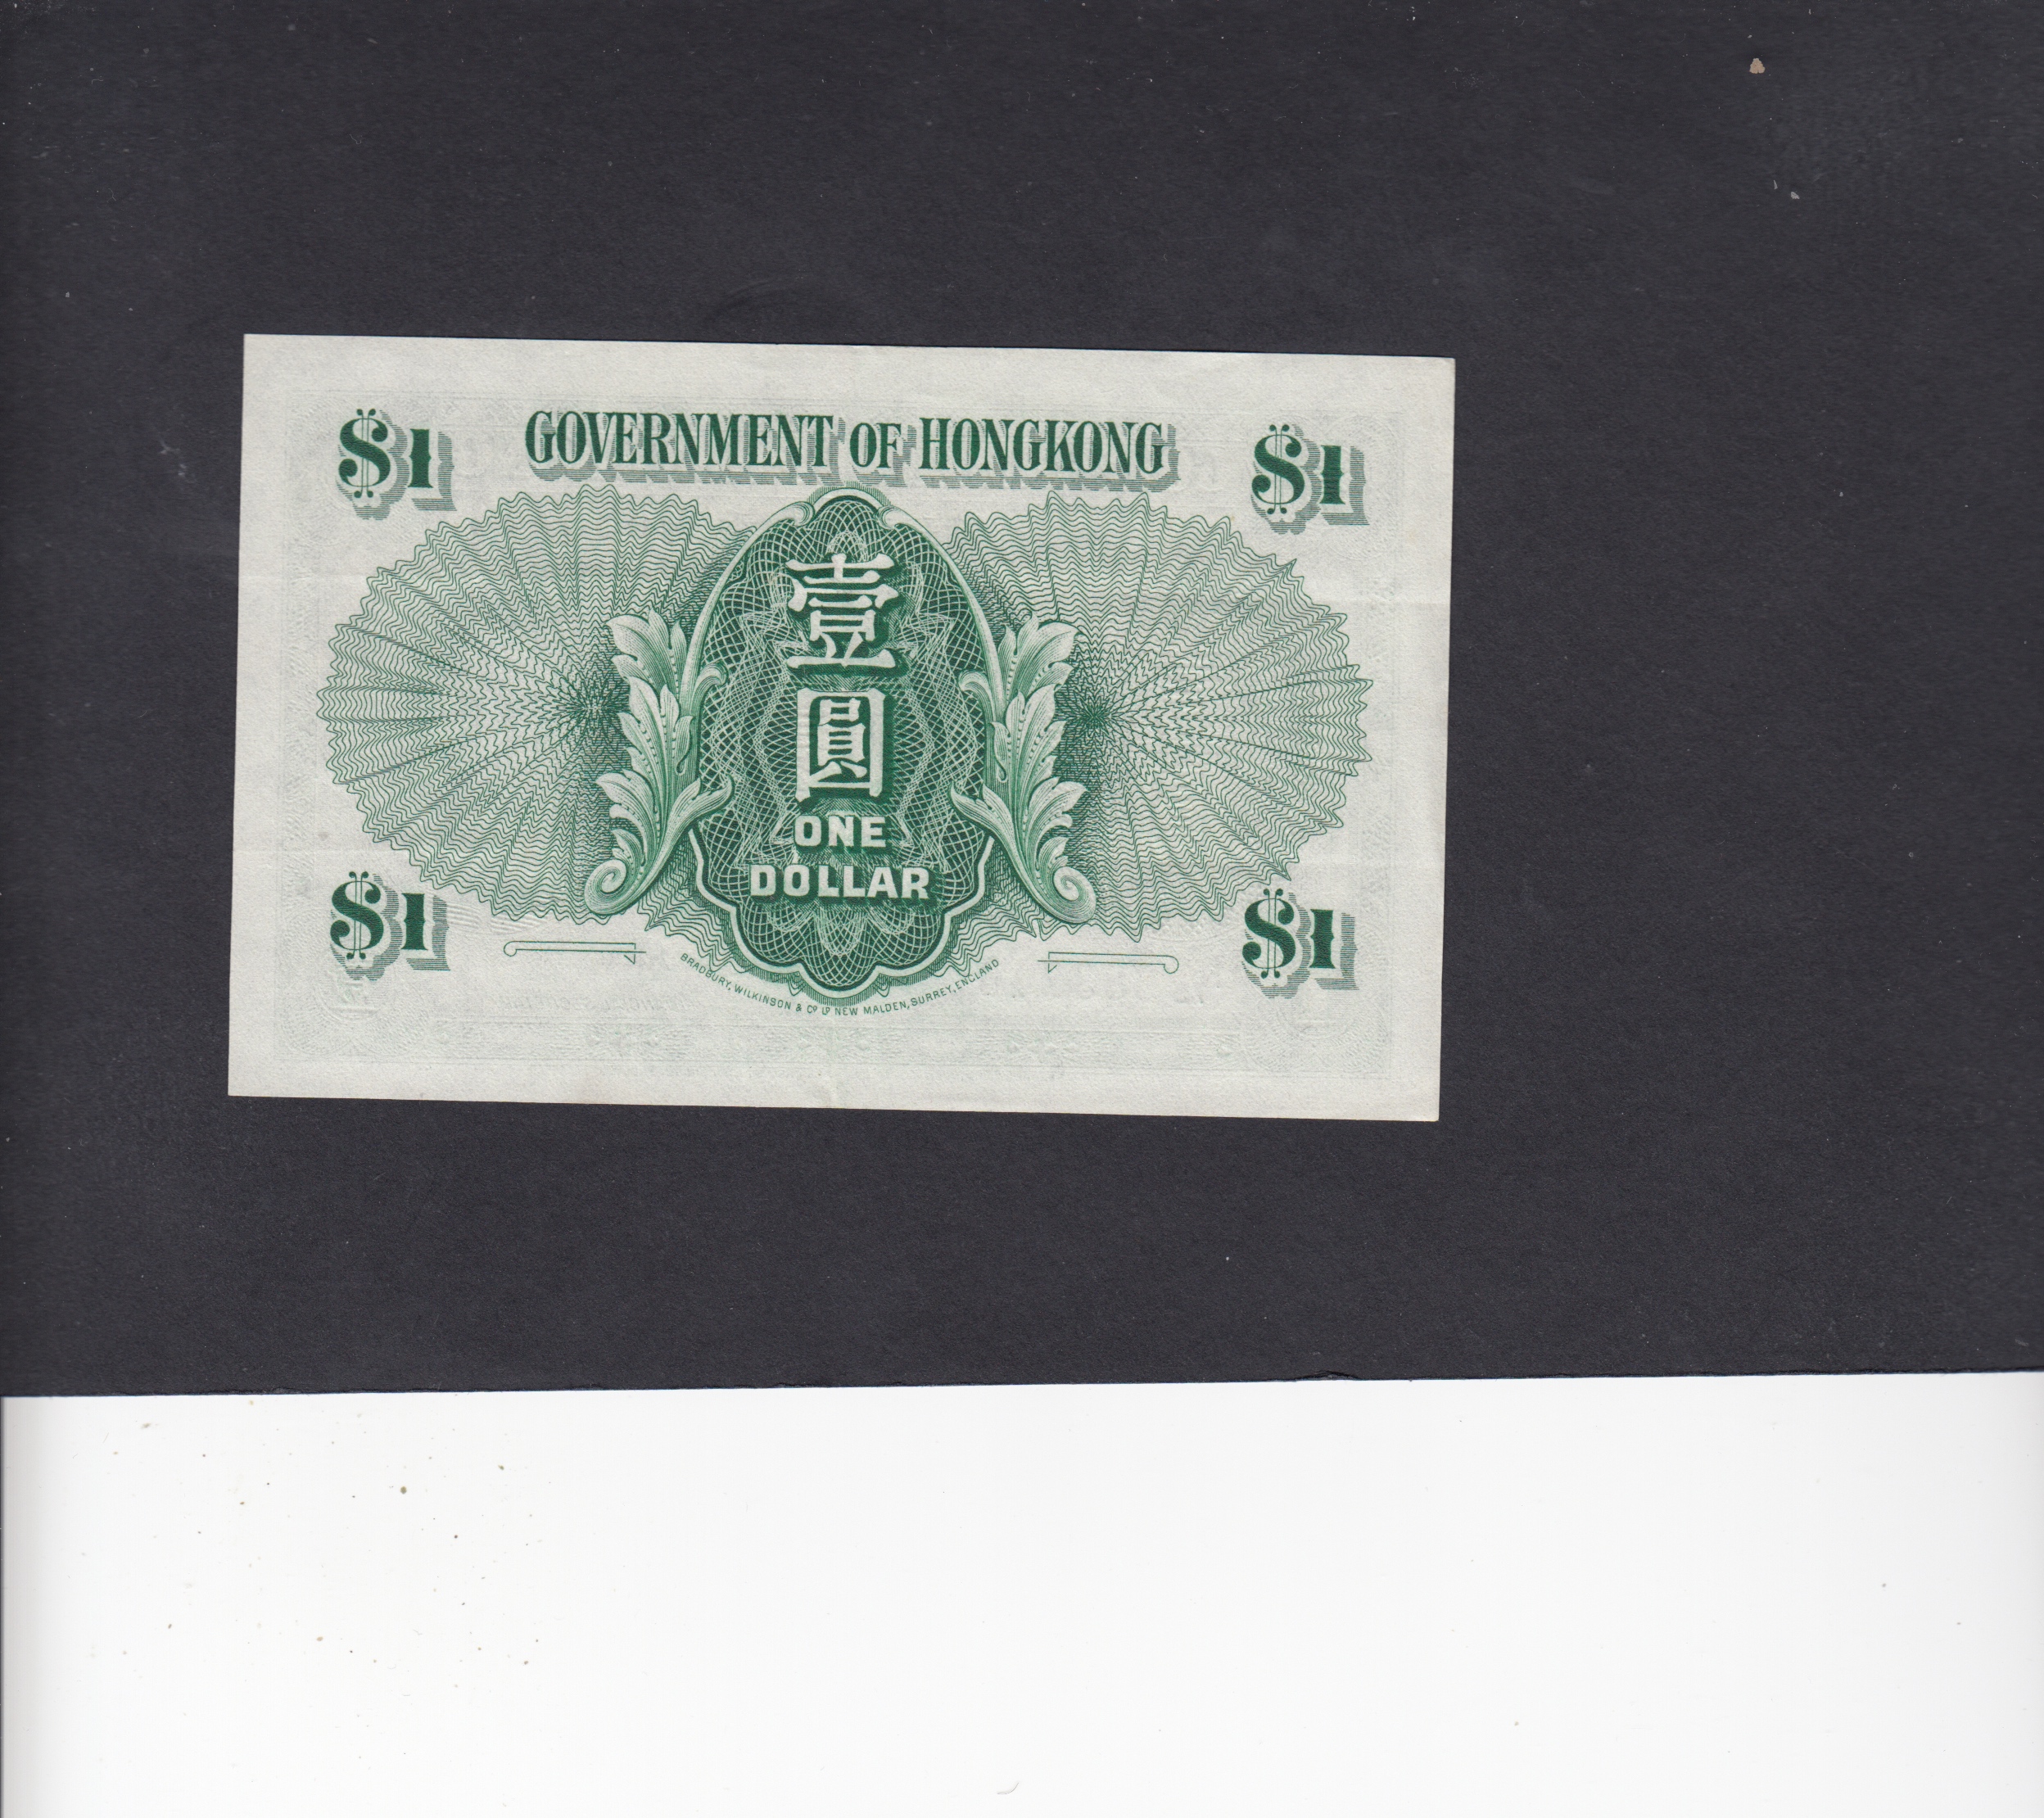 $1 GOVERNMENT OF HONGKONG $1
壹
圓
ONE
DOLLAR
$1 $1
BRADBURY, WILKINSON & Cº Lᴰ NEW MALDEN, SURREY, ENGLAND